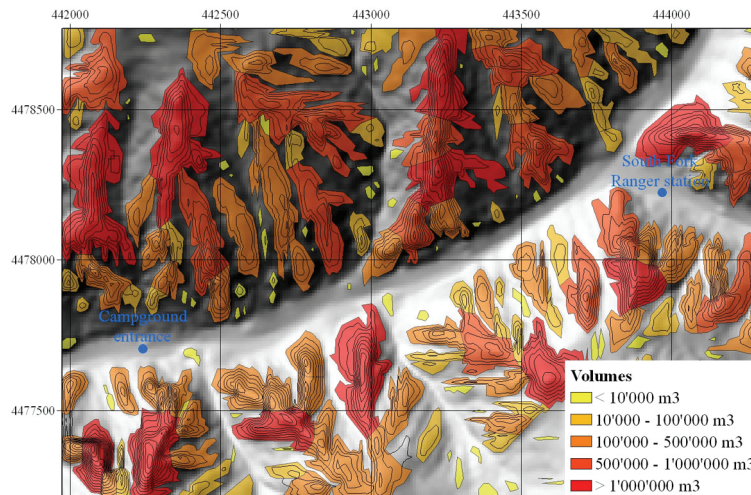 442000 442500 443000 443500 444000
4478500
South Fork
Ranger station
4478000
Campground
entrance
4477500
Volumes
< 10'000 m3
10'000 - 100'000 m3
100'000 - 500'000 m3
500'000 - 1'000'000 m3
> 1'000'000 m3